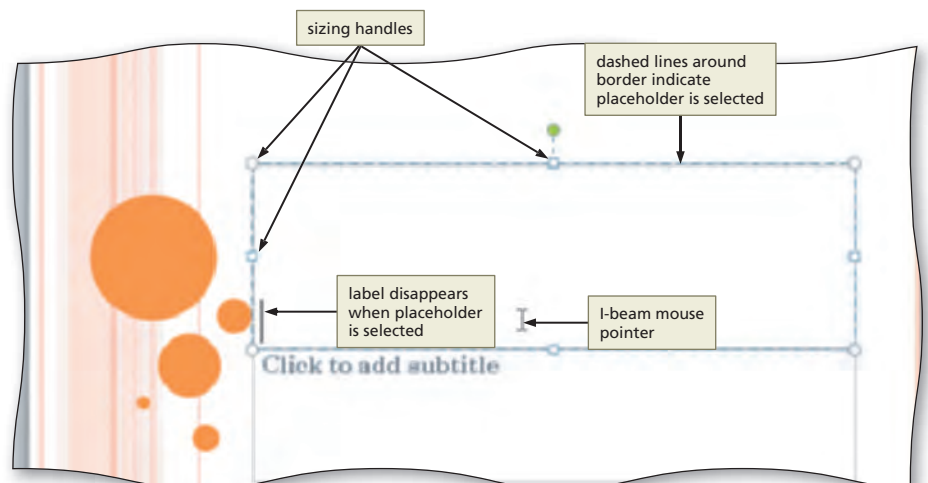 sizing handles
dashed lines around
border indicate
placeholder is selected
label disappears
when placeholder
is selected
I-beam mouse
pointer
Click to add subtitle